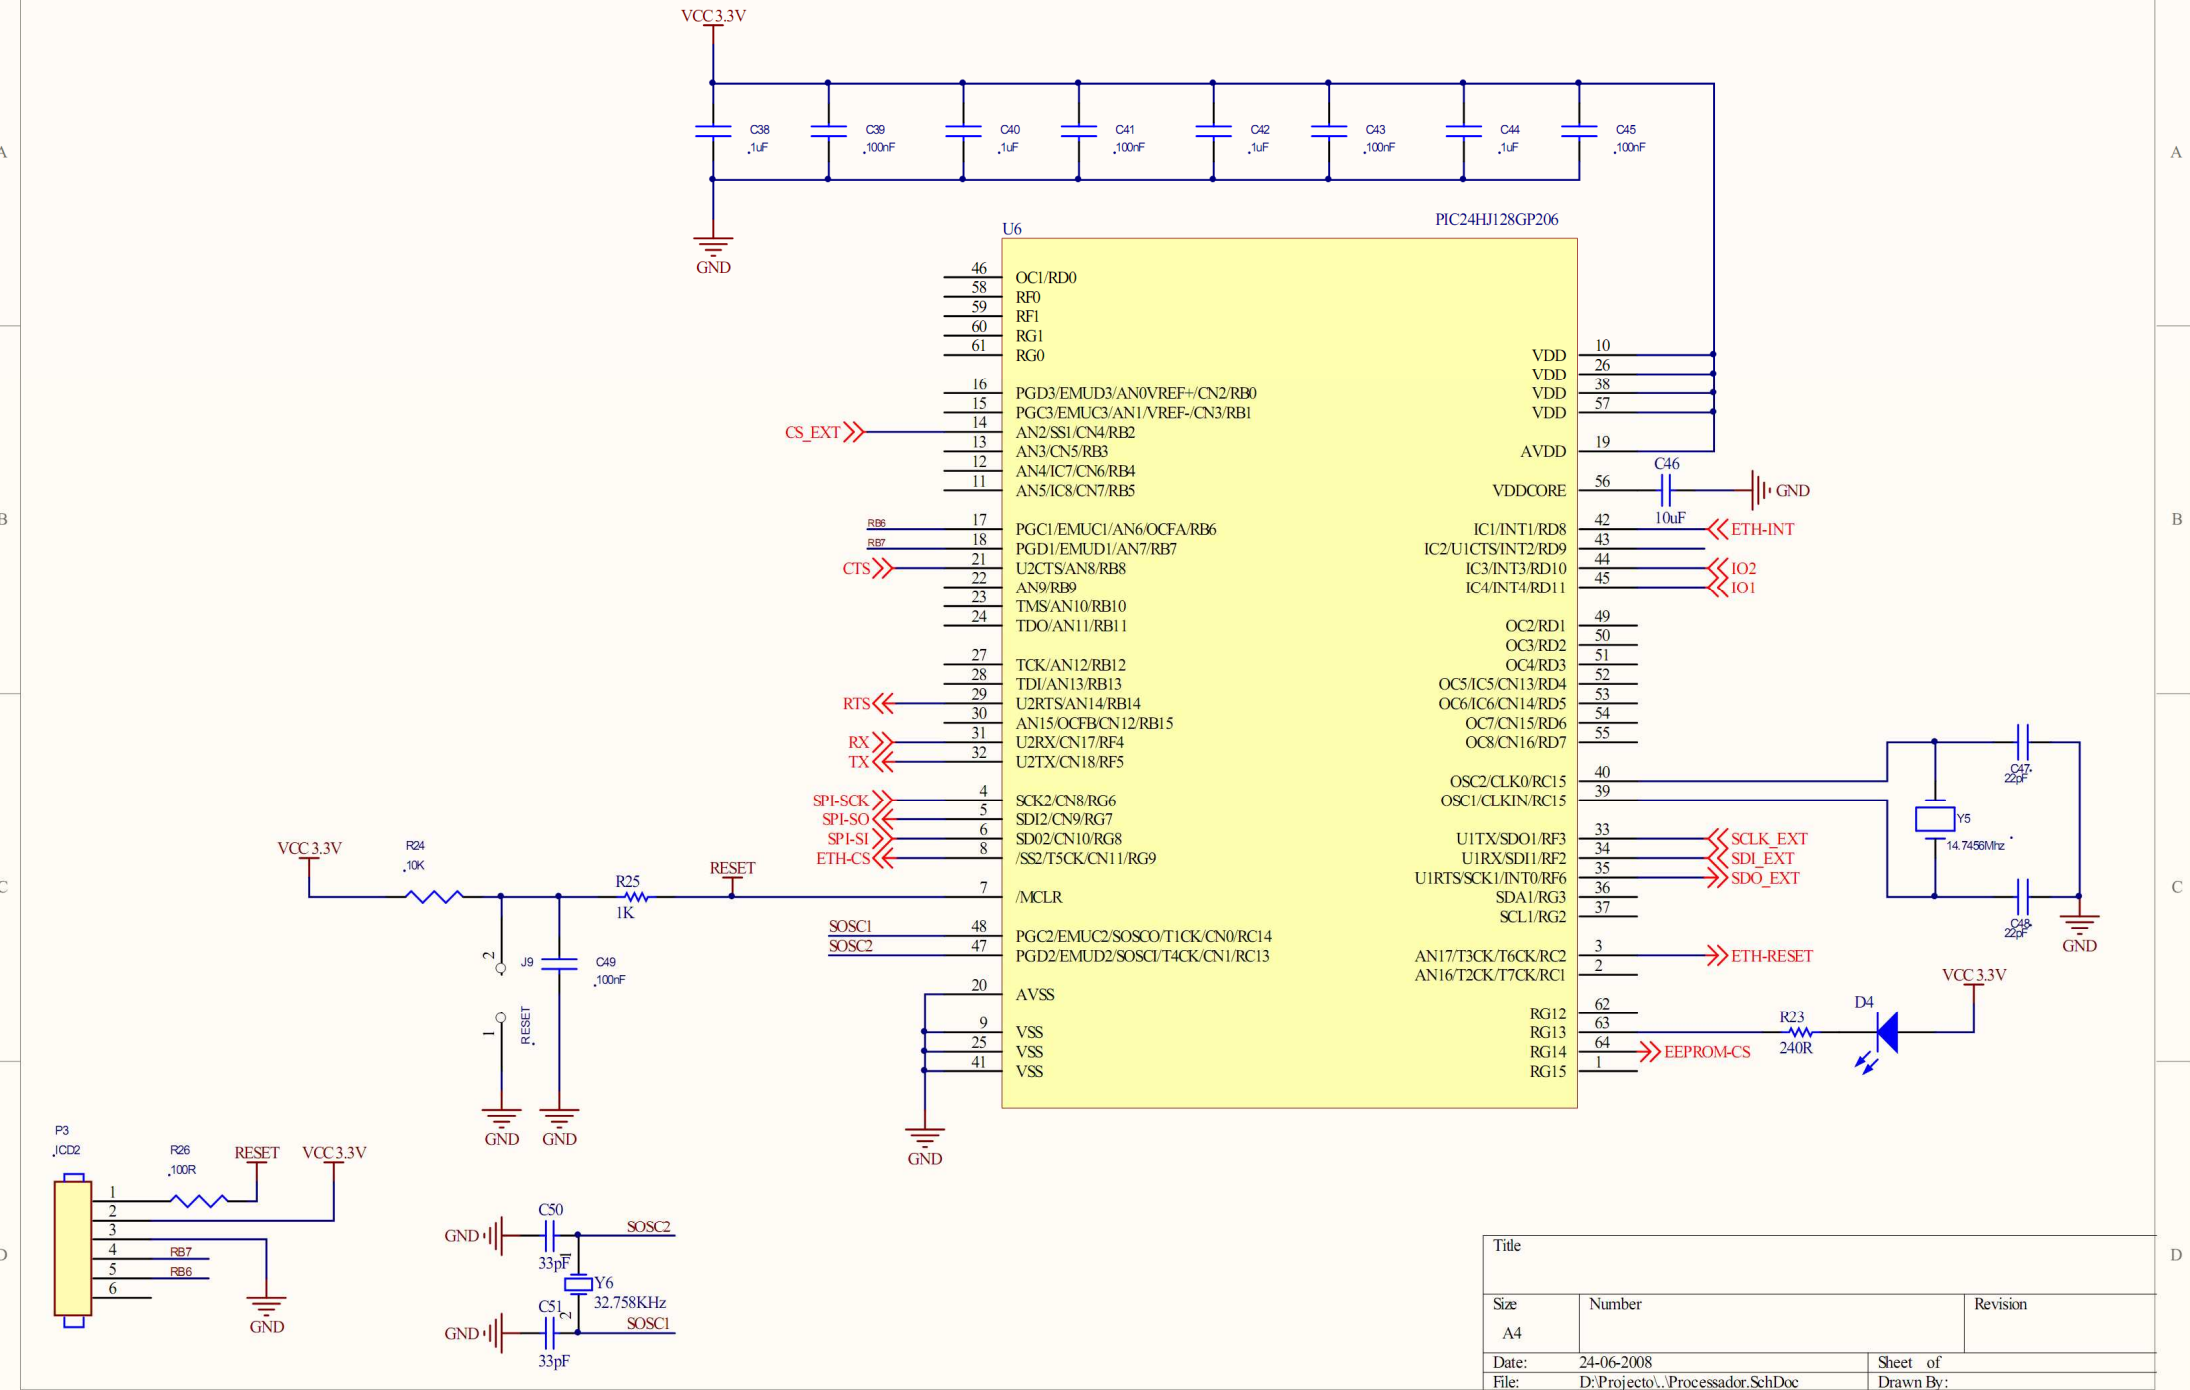 VCC3.3V
C38
.1uF
C39
.100nF
C40
.1uF
C41
.100nF
C42
.1uF
C43
.100nF
C44
.1uF
C45
.100nF
A
A
GND
U6
PIC24HJ128GP206
46 OC1/RD0
58 RF0
59 RF1
60 RG1
61 RG0
16 PGD3/EMUD3/AN0VREF+/CN2/RB0
15 PGC3/EMUC3/AN1/VREF-/CN3/RB1
CS_EXT 14 AN2/SS1/CN4/RB2
13 AN3/CN5/RB3
12 AN4/IC7/CN6/RB4
11 AN5/IC8/CN7/RB5
RB6 17 PGC1/EMUC1/AN6/OCFA/RB6
RB7 18 PGD1/EMUD1/AN7/RB7
CTS 21 U2CTS/AN8/RB8
22 AN9/RB9
23 TMS/AN10/RB10
24 TDO/AN11/RB11
27 TCK/AN12/RB12
28 TDI/AN13/RB13
RTS 29 U2RTS/AN14/RB14
30 AN15/OCFB/CN12/RB15
RX 31 U2RX/CN17/RF4
TX 32 U2TX/CN18/RF5
SPI-SCK 4 SCK2/CN8/RG6
SPI-SO 5 SDI2/CN9/RG7
SPI-SI 6 SD02/CN10/RG8
ETH-CS 8 /SS2/T5CK/CN11/RG9
7 /MCLR
SOSC1 48 PGC2/EMUC2/SOSCO/T1CK/CN0/RC14
SOSC2 47 PGD2/EMUD2/SOSCI/T4CK/CN1/RC13
20 AVSS
9 VSS
25 VSS
41 VSS
GND
VDD 10
VDD 26
VDD 38
VDD 57
AVDD 19
VDDCORE 56
C46
10uF
GND
IC1/INT1/RD8 42 ETH-INT
IC2/U1CTS/INT2/RD9 43
IC3/INT3/RD10 44 IO2
IC4/INT4/RD11 45 IO1
OC2/RD1 49
OC3/RD2 50
OC4/RD3 51
OC5/IC5/CN13/RD4 52
OC6/IC6/CN14/RD5 53
OC7/CN15/RD6 54
OC8/CN16/RD7 55
OSC2/CLK0/RC15 40
OSC1/CLKIN/RC15 39
U1TX/SDO1/RF3 33 SCLK_EXT
U1RX/SDI1/RF2 34 SDI_EXT
U1RTS/SCK1/INT0/RF6 35 SDO_EXT
SDA1/RG3 36
SCL1/RG2 37
AN17/T3CK/T6CK/RC2 3 ETH-RESET
AN16/T2CK/T7CK/RC1 2
RG12 62
RG13 63
RG14 64 EEPROM-CS
RG15 1
B
B
C47
22pF
Y5
14.7456Mhz
C48
22pF
GND
VCC3.3V
D4
R23
240R
C
C
VCC3.3V
R24
.10K
R25
1K
RESET
2
J9
1
RESET
C49
.100nF
GND
GND
P3
.ICD2
R26
.100R
RESET
VCC3.3V
1
2
3
4 RB7
5 RB6
6
GND
C50
GND
33pF
SOSC2
1
Y6
32.758KHz
2
C51
GND
33pF
SOSC1
D
D
Title
Size
A4
Number
Revision
Date: 24-06-2008
Sheet of
File: D:\Projecto\..\Processador.SchDoc
Drawn By: